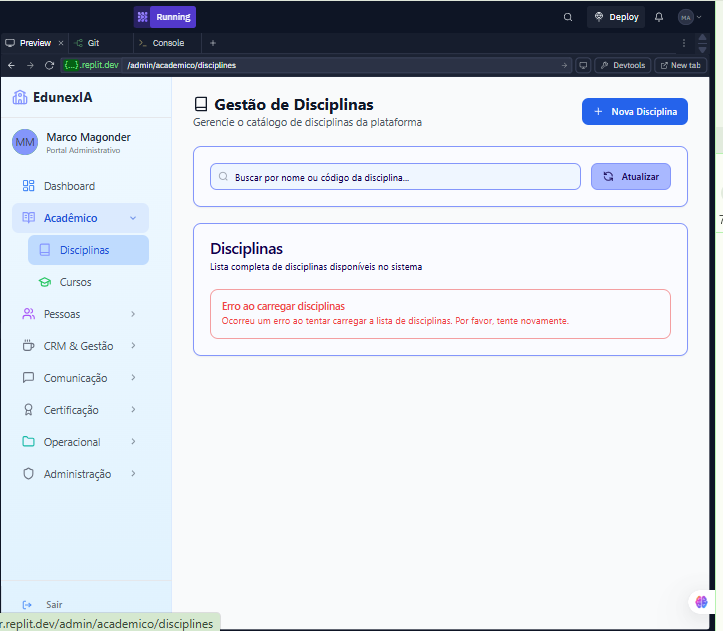 Running
Deploy
MA
Preview
Git
Console
{...}.replit.dev /admin/academico/disciplines
Devtools
New tab
EdunexIA
MM
Marco Magonder
Portal Administrativo
Dashboard
Acadêmico
Disciplinas
Cursos
Pessoas
CRM & Gestão
Comunicação
Certificação
Operacional
Administração
Sair
Gestão de Disciplinas
Gerencie o catálogo de disciplinas da plataforma
+ Nova Disciplina
Buscar por nome ou código da disciplina...
Atualizar
Disciplinas
Lista completa de disciplinas disponíveis no sistema
Erro ao carregar disciplinas
Ocorreu um erro ao tentar carregar a lista de disciplinas. Por favor, tente novamente.
r.replit.dev/admin/academico/disciplines